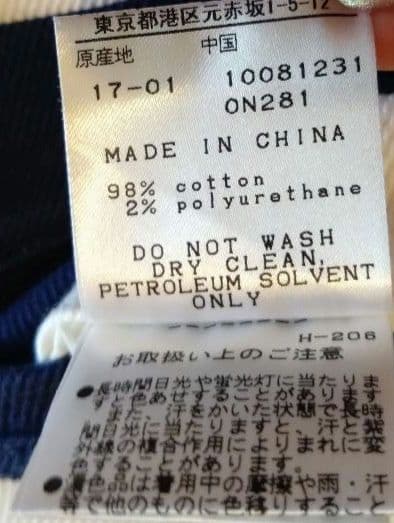 東京都港区元赤坂1-5-12
原産地 中国
17-01 10081231
ON281
MADE IN CHINA
98% cotton
2% polyurethane
DO NOT WASH
DRY CLEAN,
PETROLEUM SOLVENT
ONLY
H-206
お取扱い上のご注意
●長時間日光や蛍光灯に当たりま
すと色あせすることがあります。
また、汗をかいた状態で長時
間日光に当たりますと、汗と紫
外線の複合作用によりまれに変
色することがあります。
●濃色品は着用中の摩擦や雨・汗
等で他のものに色移りすること